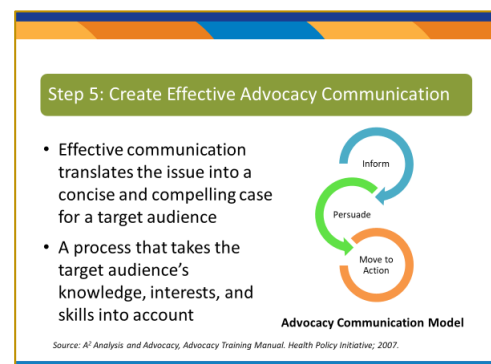 Step 5: Create Effective Advocacy Communication
• Effective communication
translates the issue into a
concise and compelling case
for a target audience
• A process that takes the
target audience's
knowledge, interests, and
skills into account
Inform
Persuade
Move to
Action
Advocacy Communication Model
Source: A² Analysis and Advocacy, Advocacy Training Manual. Health Policy Initiative; 2007.